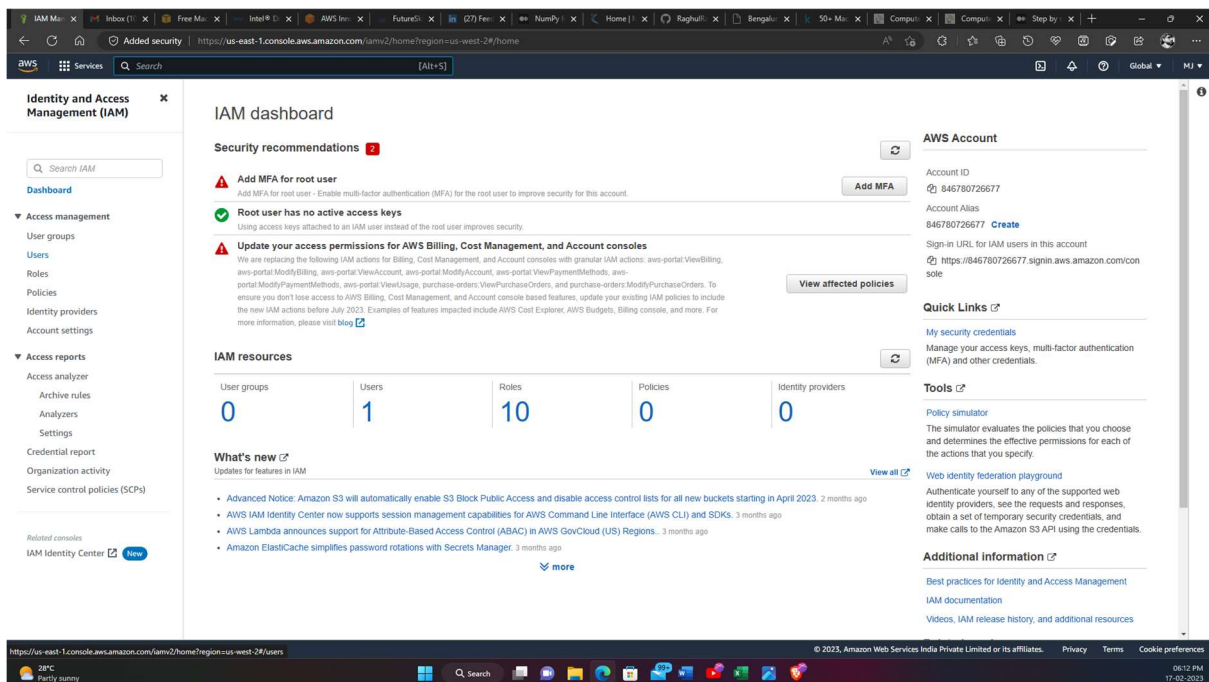 IAM Man
Inbox (1
Free Mac
Intel® D
AWS Inn
FutureSk
(27) Feed
NumPy
Home |
RaghulR
Bengalur
50+ Mac
Compute
Compute
Step by s
Added security
https://us-east-1.console.aws.amazon.com/iamv2/home?region=us-west-2#/home
aws
Services
Search
[Alt+S]
Global
MJ
Identity and Access
Management (IAM)
Search IAM
Dashboard
Access management
User groups
Users
Roles
Policies
Identity providers
Account settings
Access reports
Access analyzer
Archive rules
Analyzers
Settings
Credential report
Organization activity
Service control policies (SCPs)
Related consoles
IAM Identity Center New
IAM dashboard
Security recommendations 2
Add MFA for root user
Add MFA for root user - Enable multi-factor authentication (MFA) for the root user to improve security for this account.
Add MFA
Root user has no active access keys
Using access keys attached to an IAM user instead of the root user improves security.
Update your access permissions for AWS Billing, Cost Management, and Account consoles
We are replacing the following IAM actions for Billing, Cost Management, and Account consoles with granular IAM actions: aws-portal:ViewBilling,
aws-portal:ModifyBilling, aws-portal:ViewAccount, aws-portal:ModifyAccount, aws-portal:ViewPaymentMethods, aws-
portal:ModifyPaymentMethods, aws-portal:ViewUsage, purchase-orders:ViewPurchaseOrders, and purchase-orders:ModifyPurchaseOrders. To
ensure you don't lose access to AWS Billing, Cost Management, and Account console based features, update your existing IAM policies to include
the new IAM actions before July 2023. Examples of features impacted include AWS Cost Explorer, AWS Budgets, Billing console, and more. For
more information, please visit blog
View affected policies
IAM resources
User groups
0
Users
1
Roles
10
Policies
0
Identity providers
0
What's new
Updates for features in IAM
View all
Advanced Notice: Amazon S3 will automatically enable S3 Block Public Access and disable access control lists for all new buckets starting in April 2023. 2 months ago
AWS IAM Identity Center now supports session management capabilities for AWS Command Line Interface (AWS CLI) and SDKs. 3 months ago
AWS Lambda announces support for Attribute-Based Access Control (ABAC) in AWS GovCloud (US) Regions.. 3 months ago
Amazon ElastiCache simplifies password rotations with Secrets Manager. 3 months ago
more
AWS Account
Account ID
846780726677
Account Alias
846780726677 Create
Sign-in URL for IAM users in this account
https://846780726677.signin.aws.amazon.com/con
sole
Quick Links
My security credentials
Manage your access keys, multi-factor authentication
(MFA) and other credentials.
Tools
Policy simulator
The simulator evaluates the policies that you choose
and determines the effective permissions for each of
the actions that you specify.
Web identity federation playground
Authenticate yourself to any of the supported web
identity providers, see the requests and responses,
obtain a set of temporary security credentials, and
make calls to the Amazon S3 API using the credentials.
Additional information
Best practices for Identity and Access Management
IAM documentation
Videos, IAM release history, and additional resources
https://us-east-1.console.aws.amazon.com/iamv2/home?region=us-west-2#/users
© 2023, Amazon Web Services India Private Limited or its affiliates.
Privacy
Terms
Cookie preferences
28°C
Partly sunny
Search
99+
06:12 PM
17-02-2023